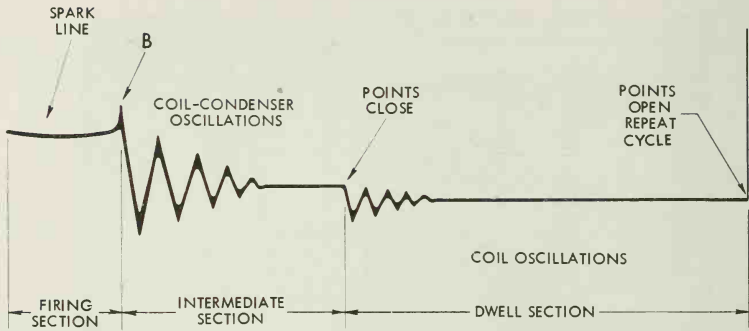 SPARK
LINE
B
COIL-CONDENSER
OSCILLATIONS
POINTS
CLOSE
POINTS
OPEN
REPEAT
CYCLE
COIL OSCILLATIONS
FIRING
SECTION
INTERMEDIATE
SECTION
DWELL SECTION